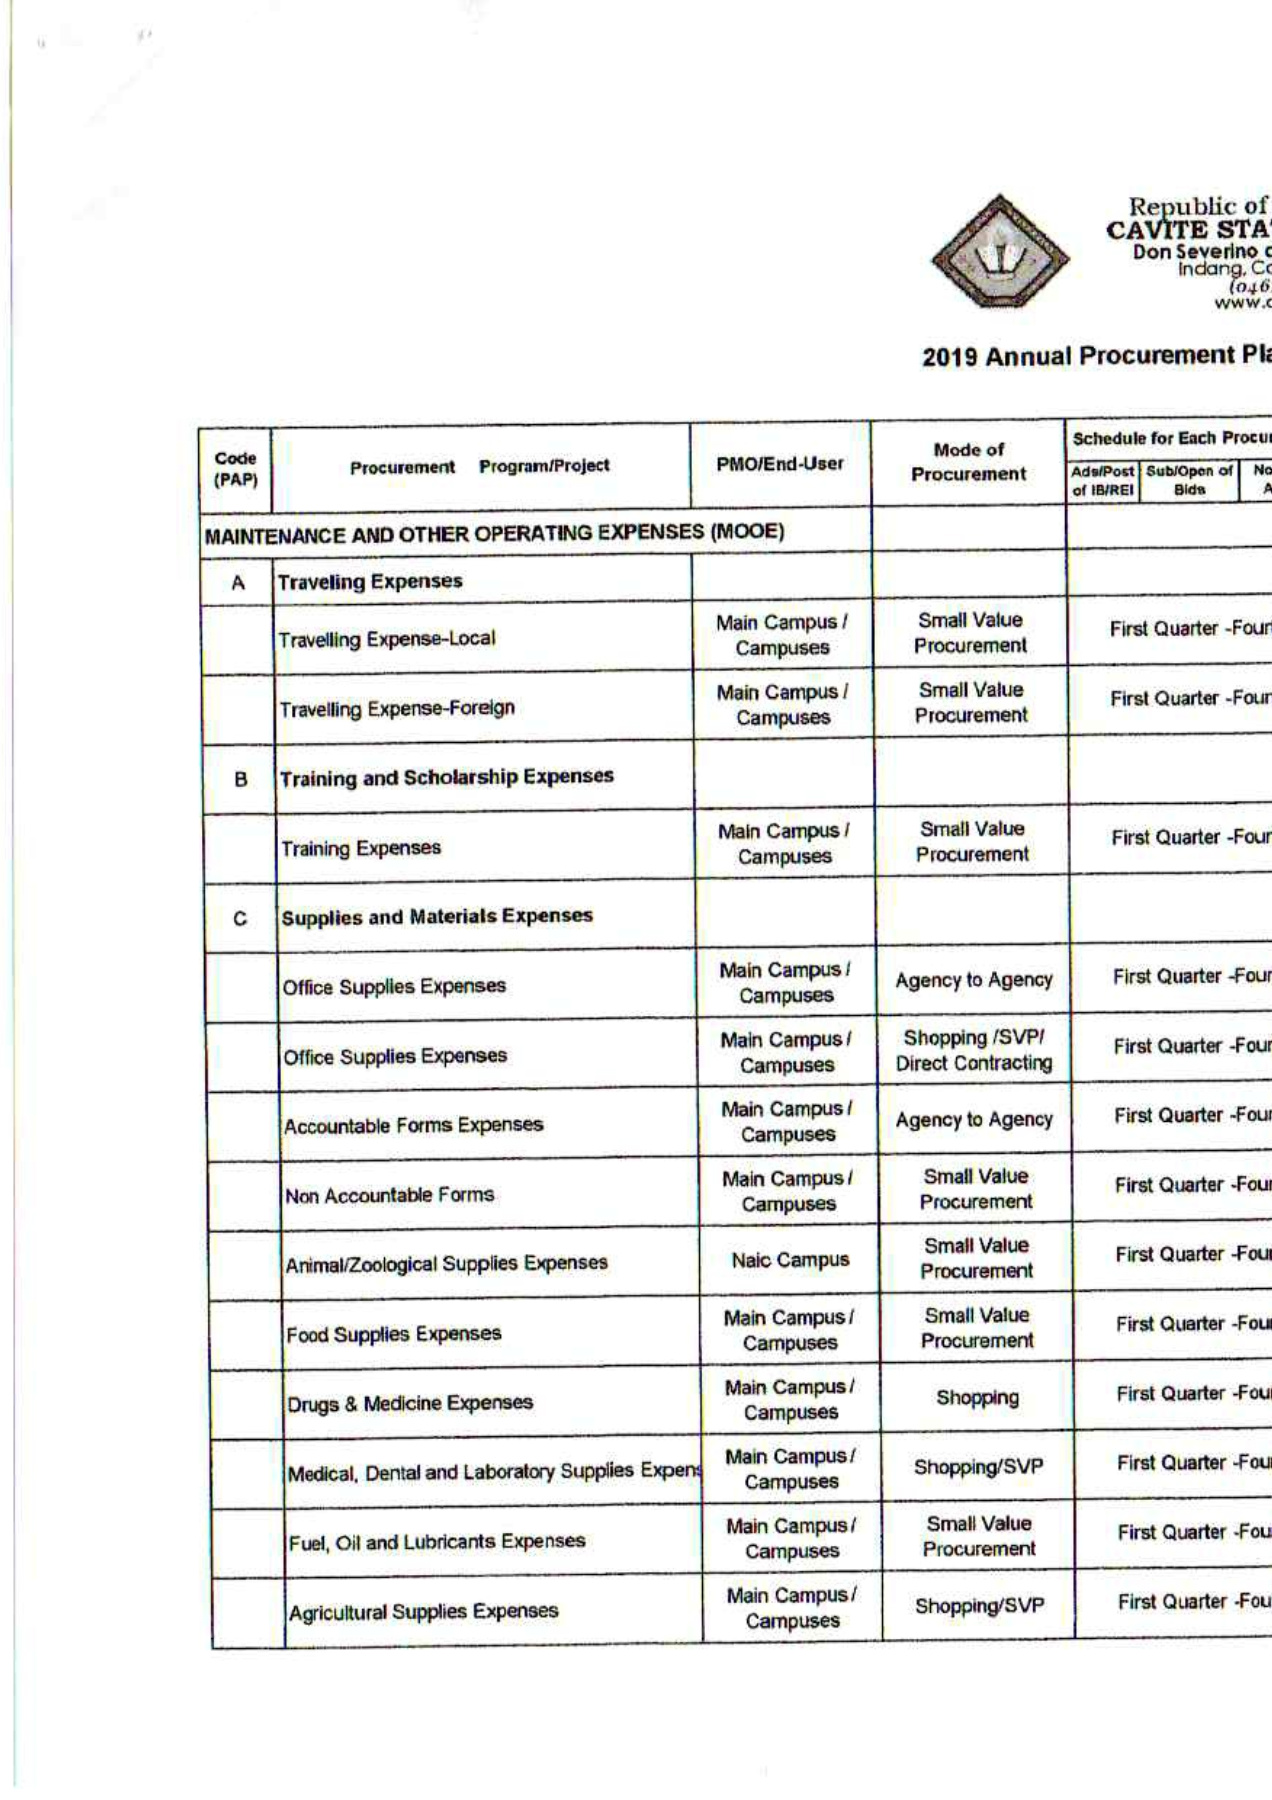 Republic of
CAVITE STA
Don Severino
Indang,
(046
www.
2019 Annual Procurement
Code
(PAP)
Procurement Program/Project
PMO/End-User
Mode of
Procurement
Schedule for Each
Ads/Post
of IB/REI
Sub/Open of
Bids
MAINTENANCE AND OTHER OPERATING EXPENSES (MOOE)
A Traveling Expenses
Travelling Expense-Local
Main Campus /
Campuses
Small Value
Procurement
First Quarter -Four
Travelling Expense-Foreign
Main Campus /
Campuses
Small Value
Procurement
First Quarter -Four
B Training and Scholarship Expenses
Training Expenses
Main Campus /
Campuses
Small Value
Procurement
First Quarter -Four
C Supplies and Materials Expenses
Office Supplies Expenses
Main Campus /
Campuses
Agency to Agency
First Quarter -Four
Office Supplies Expenses
Main Campus /
Campuses
Shopping /SVP/
Direct Contracting
First Quarter -Four
Accountable Forms Expenses
Main Campus /
Campuses
Agency to Agency
First Quarter -Four
Non Accountable Forms
Main Campus /
Campuses
Small Value
Procurement
First Quarter -Four
Animal/Zoological Supplies Expenses
Naic Campus
Small Value
Procurement
First Quarter -Four
Food Supplies Expenses
Main Campus /
Campuses
Small Value
Procurement
First Quarter -Fou
Drugs & Medicine Expenses
Main Campus /
Campuses
Shopping
First Quarter -Fou
Medical, Dental and Laboratory Supplies Expens
Main Campus /
Campuses
Shopping/SVP
First Quarter -Fou
Fuel, Oil and Lubricants Expenses
Main Campus /
Campuses
Small Value
Procurement
First Quarter -Fou
Agricultural Supplies Expenses
Main Campus /
Campuses
Shopping/SVP
First Quarter -Fou